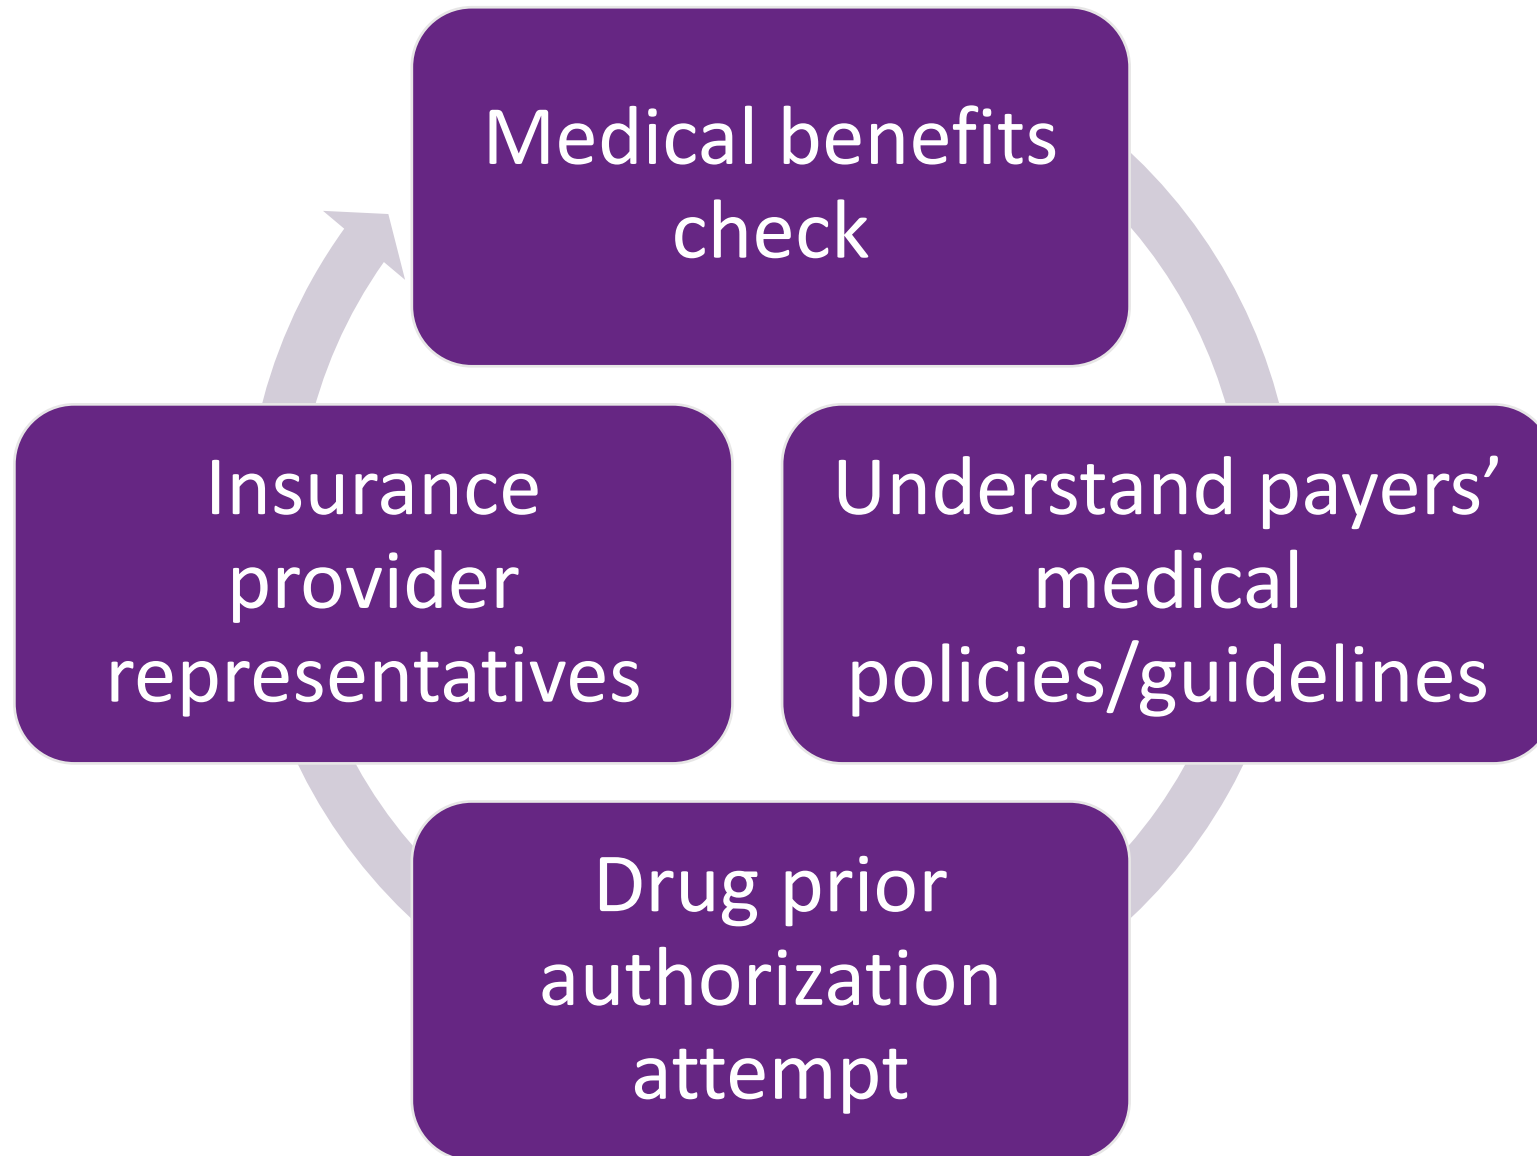 Medical benefits
check
Understand payers’
medical
policies/guidelines
Drug prior
authorization
attempt
Insurance
provider
representatives